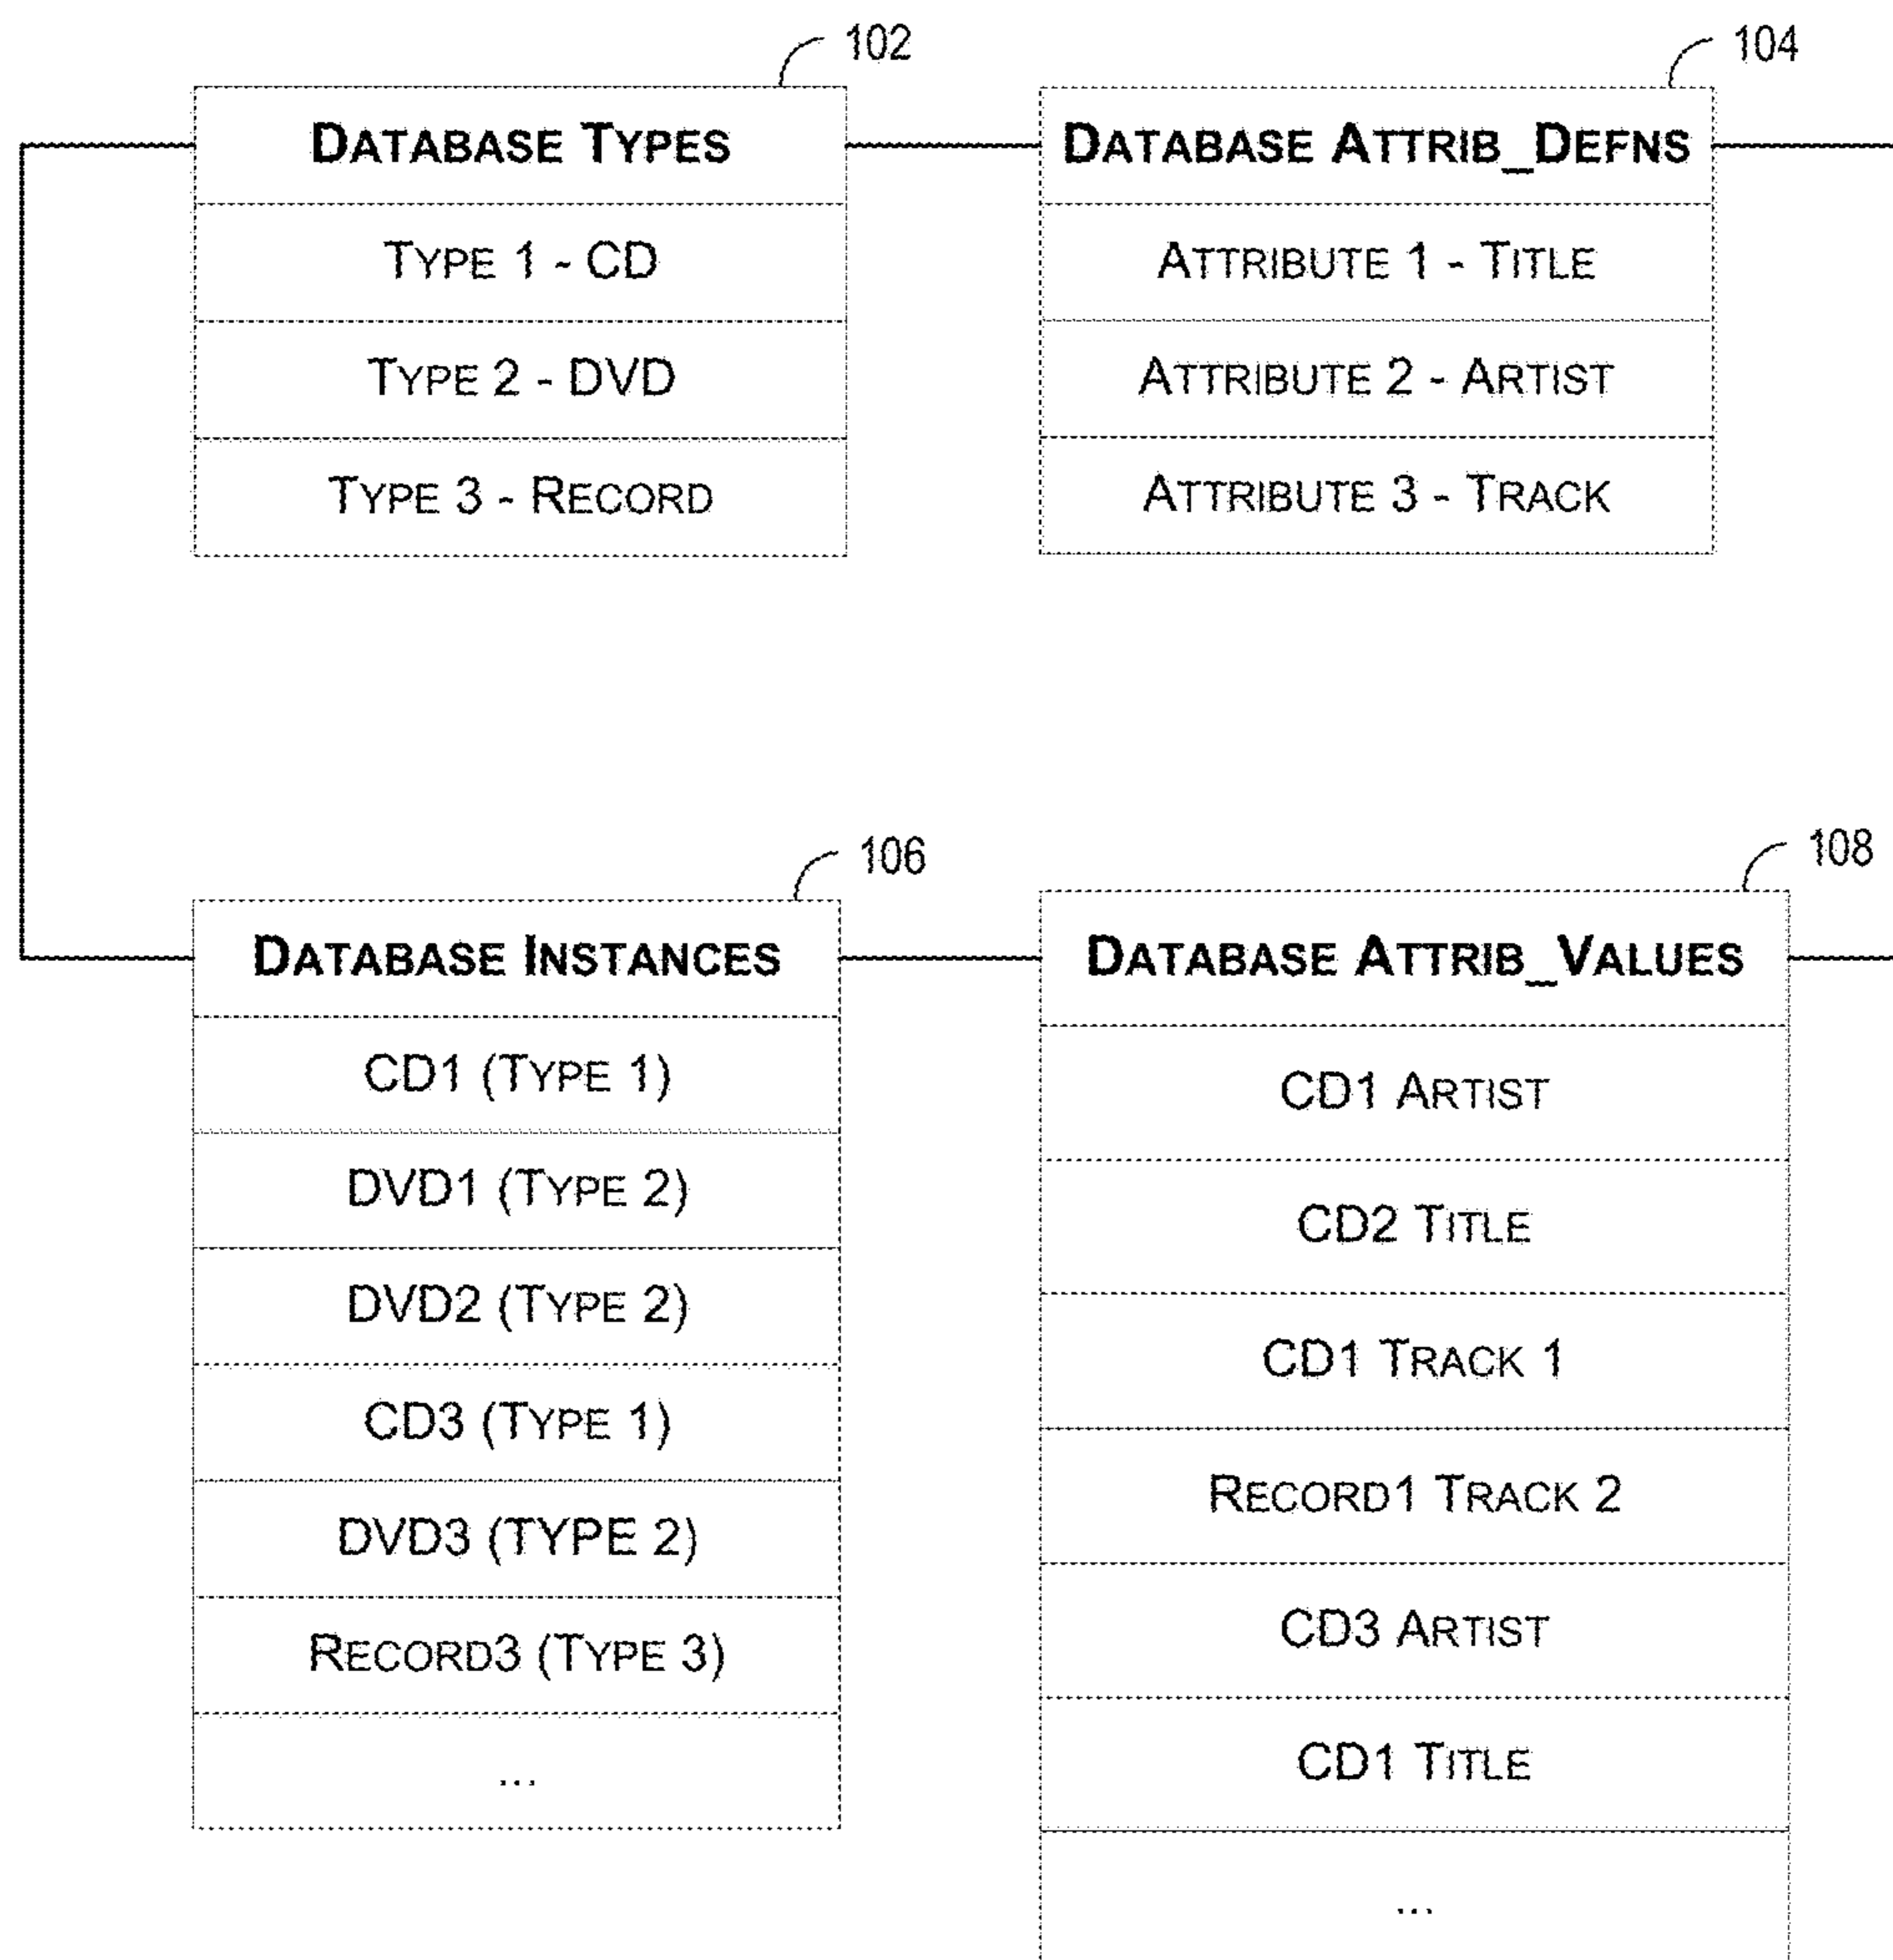 102
DATABASE TYPES
TYPE 1 - CD
TYPE 2 - DVD
TYPE 3 - RECORD
104
DATABASE ATTRIB_DEFNS
ATTRIBUTE 1 - TITLE
ATTRIBUTE 2 - ARTIST
ATTRIBUTE 3 - TRACK
106
DATABASE INSTANCES
CD1 (TYPE 1)
DVD1 (TYPE 2)
DVD2 (TYPE 2)
CD3 (TYPE 1)
DVD3 (TYPE 2)
RECORD3 (TYPE 3)
...
108
DATABASE ATTRIB_VALUES
CD1 ARTIST
CD2 TITLE
CD1 TRACK 1
RECORD1 TRACK 2
CD3 ARTIST
CD1 TITLE
...